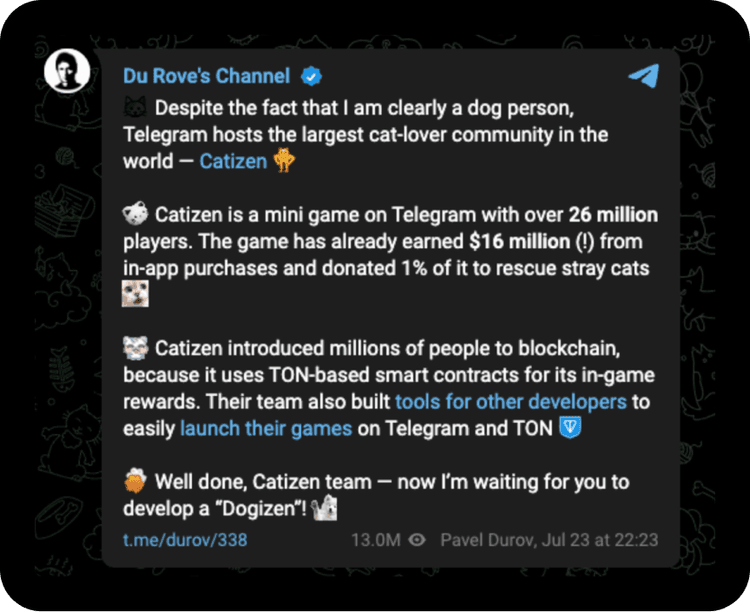 Du Rove's Channel
Despite the fact that I am clearly a dog person,
Telegram hosts the largest cat-lover community in the
world — Catizen
Catizen is a mini game on Telegram with over 26 million
players. The game has already earned $16 million (!) from
in-app purchases and donated 1% of it to rescue stray cats
Catizen introduced millions of people to blockchain,
because it uses TON-based smart contracts for its in-game
rewards. Their team also built tools for other developers to
easily launch their games on Telegram and TON
Well done, Catizen team — now I'm waiting for you to
develop a “Dogizen”!
t.me/durov/338 13.0M Pavel Durov, Jul 23 at 22:23